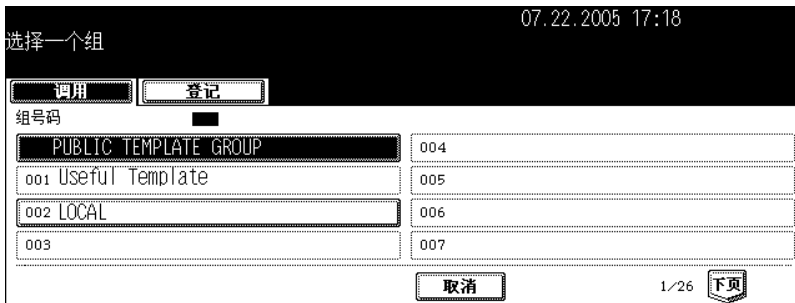 07.22.2005 17:18
选择一个组
调用 登记
组号码
PUBLIC TEMPLATE GROUP
001 Useful Template
002 LOCAL
003
004
005
006
007
取消 1/26 下页